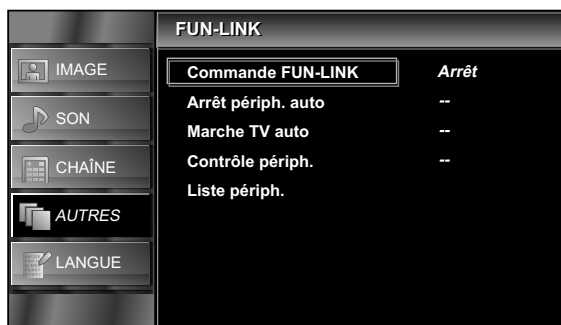 FUN-LINK
IMAGE
SON
CHAÎNE
AUTRES
LANGUE
Commande FUN-LINK Arrêt
Arrêt périph. auto --
Marche TV auto --
Contrôle périph. --
Liste périph.